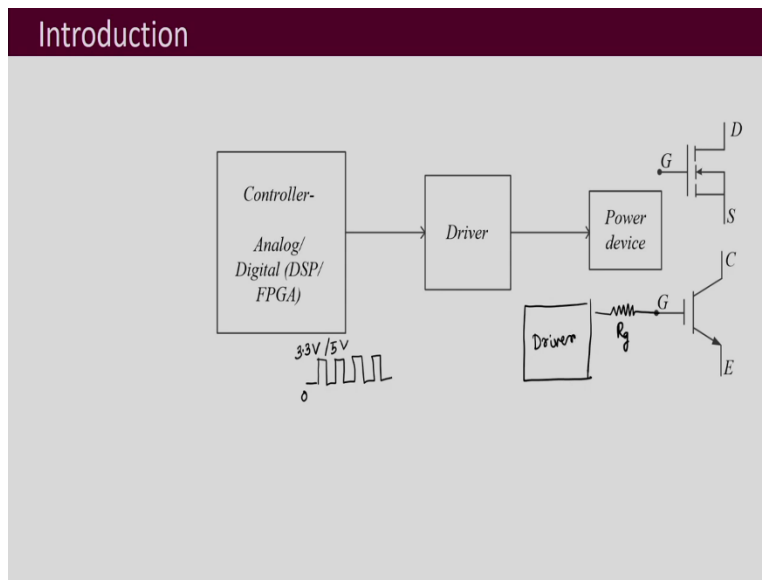 Introduction
Controller-
Analog/
Digital (DSP/
FPGA)
Driver
Power
device
G
D
S
3.3V/5V
0
Driver
Rg
G
C
E